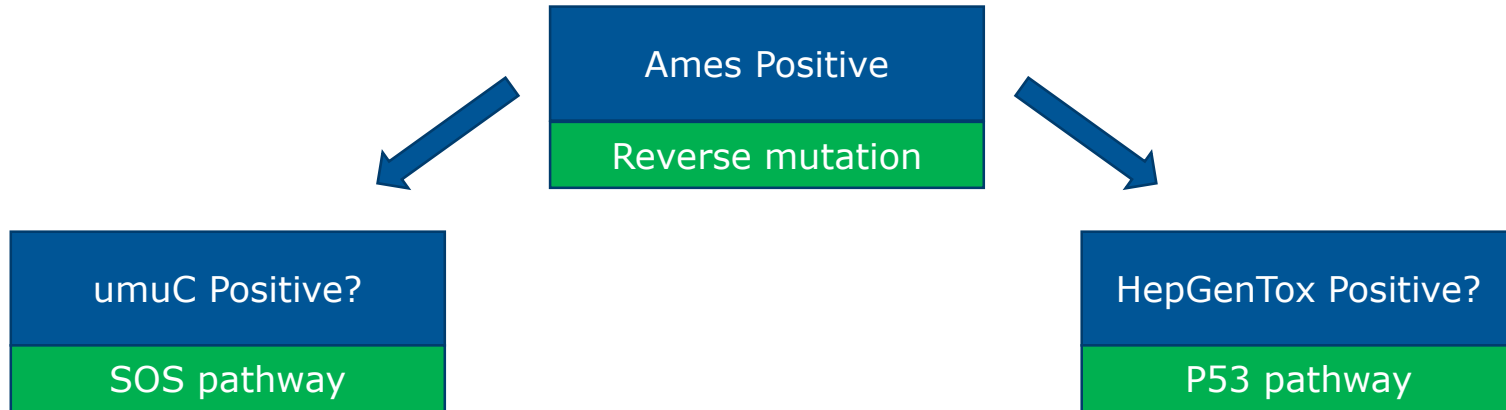 Ames Positive
Reverse mutation
umuC Positive?
HepGenTox Positive?
SOS pathway
P53 pathway